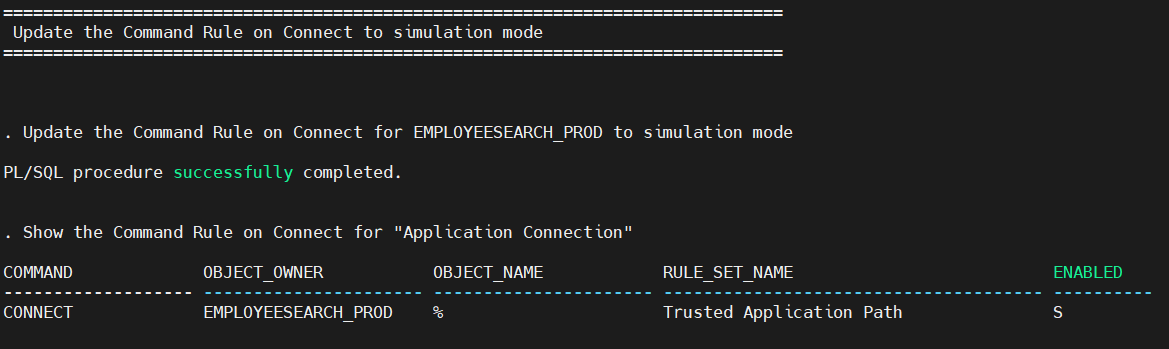 ==============================================================================
Update the Command Rule on Connect to simulation mode
==============================================================================
. Update the Command Rule on Connect for EMPLOYEESEARCH_PROD to simulation mode
PL/SQL procedure successfully completed.
. Show the Command Rule on Connect for "Application Connection"
COMMAND OBJECT_OWNER OBJECT_NAME RULE_SET_NAME ENABLED
------------------- ---------------------- ---------------------- -------------------------------------- ----------
CONNECT EMPLOYEESEARCH_PROD % Trusted Application Path S